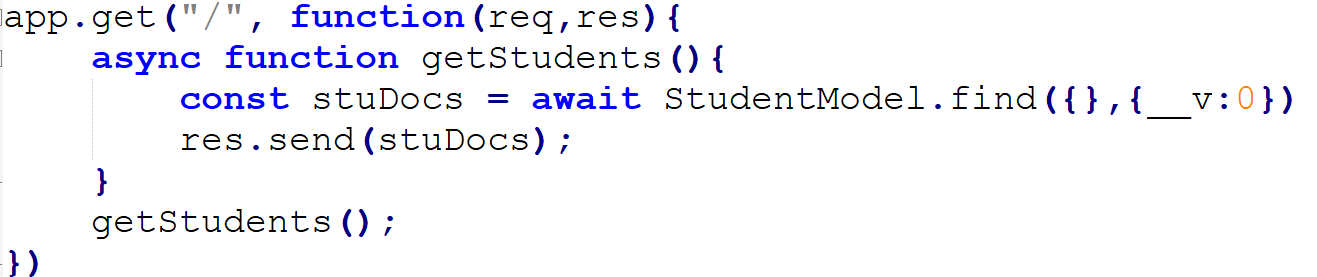 app.get("/", function(req,res){
    async function getStudents(){
        const stuDocs = await StudentModel.find({},{__v:0})
        res.send(stuDocs);
    }
    getStudents();
})